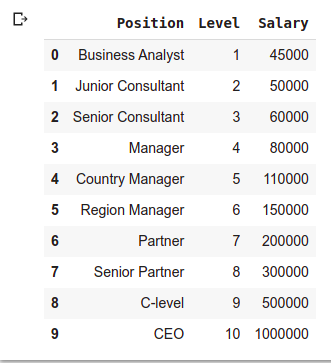 Position Level Salary
0 Business Analyst 1 45000
1 Junior Consultant 2 50000
2 Senior Consultant 3 60000
3 Manager 4 80000
4 Country Manager 5 110000
5 Region Manager 6 150000
6 Partner 7 200000
7 Senior Partner 8 300000
8 C-level 9 500000
9 CEO 10 1000000